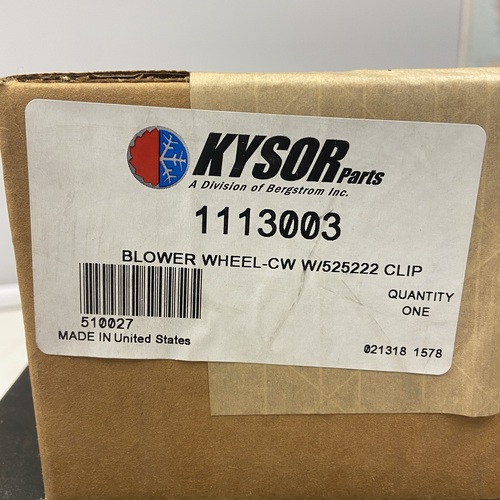 KYSOR Parts
A Division of Bergstrom Inc.
1113003
BLOWER WHEEL-CW W/525222 CLIP
QUANTITY
ONE
510027
MADE IN United States
021318 1578